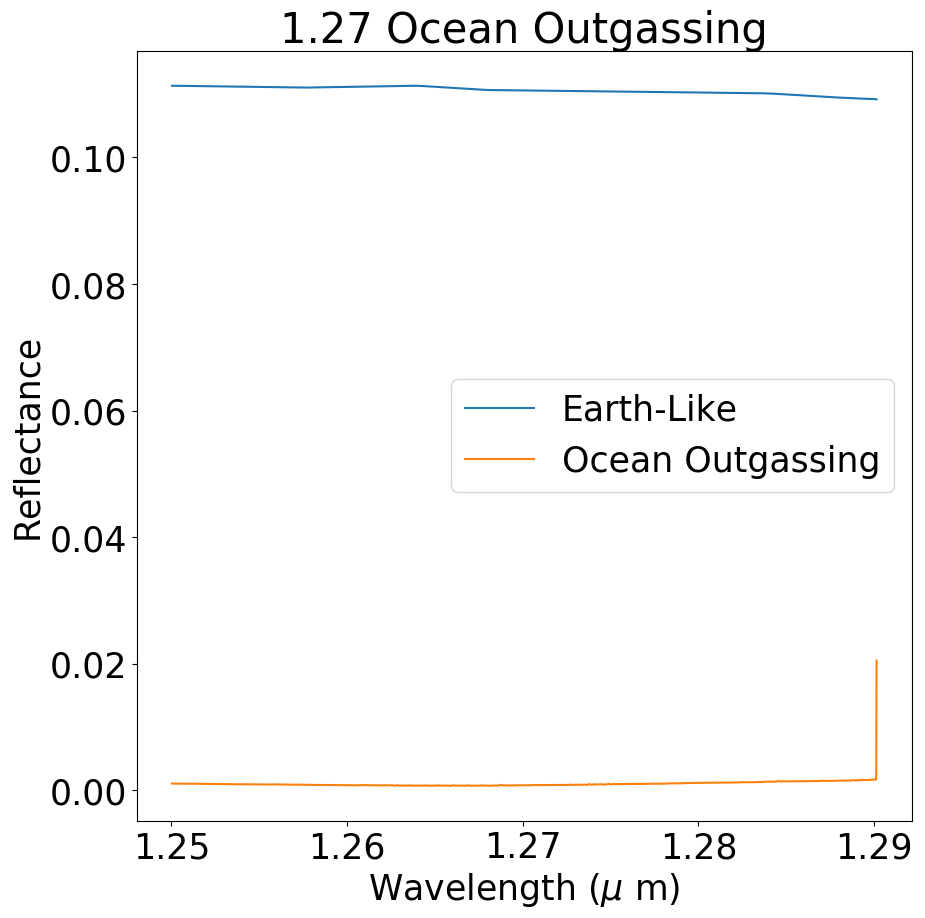 1.27 Ocean Outgassing
Reflectance
0.10
0.08
0.06
0.04
0.02
0.00
Earth-Like
Ocean Outgassing
1.25 1.26 1.27 1.28 1.29
Wavelength (μ m)